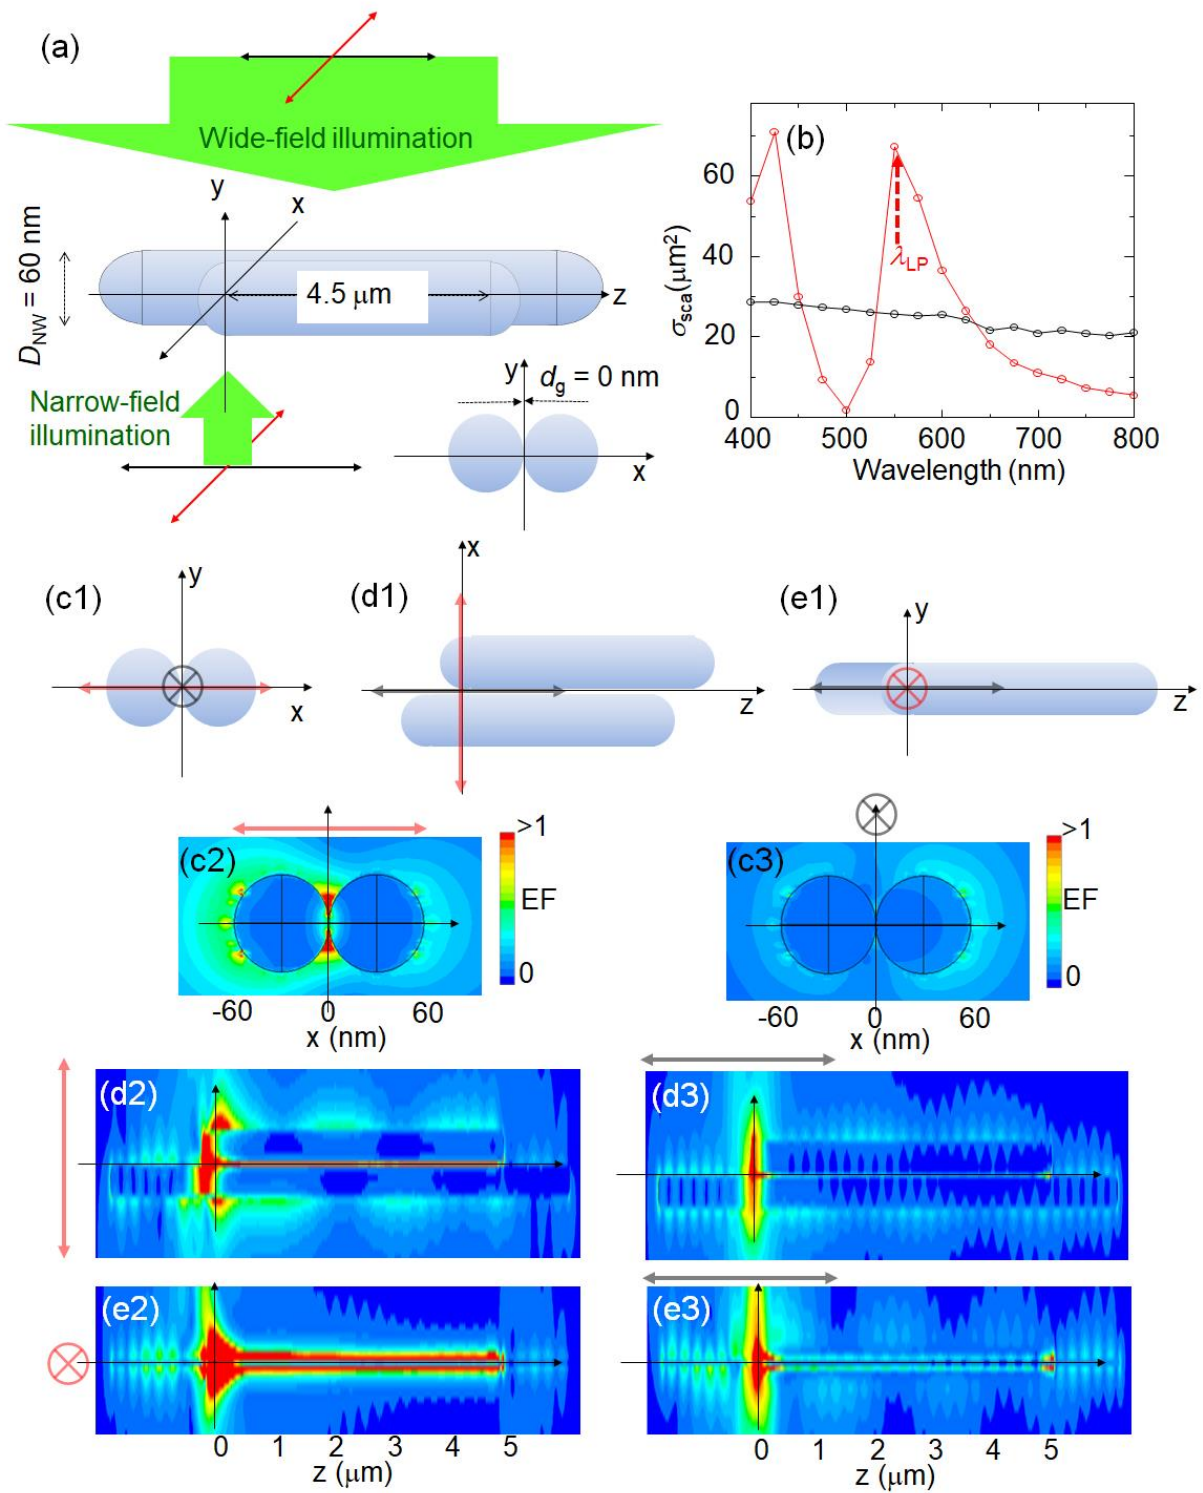 (a)
Wide-field illumination
y
x
D_NW = 60 nm
4.5 μm
z
Narrow-field
illumination
y
d_g = 0 nm
x
(b)
60
40
20
0
σ_sca(μm²)
λ_LP
400 500 600 700 800
Wavelength (nm)
(c1)
y
x
(d1)
x
z
(e1)
y
z
(c2)
>1
EF
0
-60 0 60
x (nm)
(c3)
>1
EF
0
-60 0 60
x (nm)
(d2)
(d3)
(e2)
0 1 2 3 4 5
z (μm)
(e3)
0 1 2 3 4 5
z (μm)